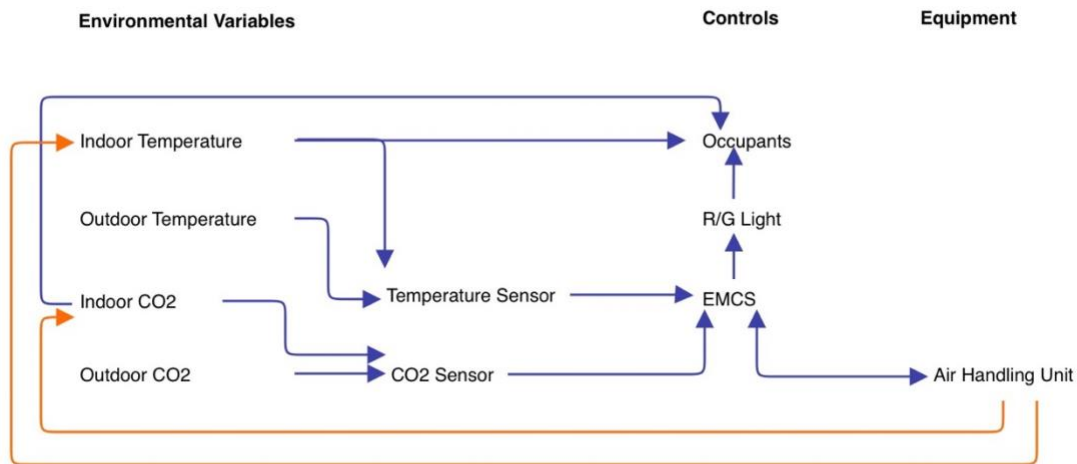 Environmental Variables
Controls
Equipment
Indoor Temperature
Occupants
Outdoor Temperature
R/G Light
Temperature Sensor
Indoor CO2
EMCS
Outdoor CO2
CO2 Sensor
Air Handling Unit